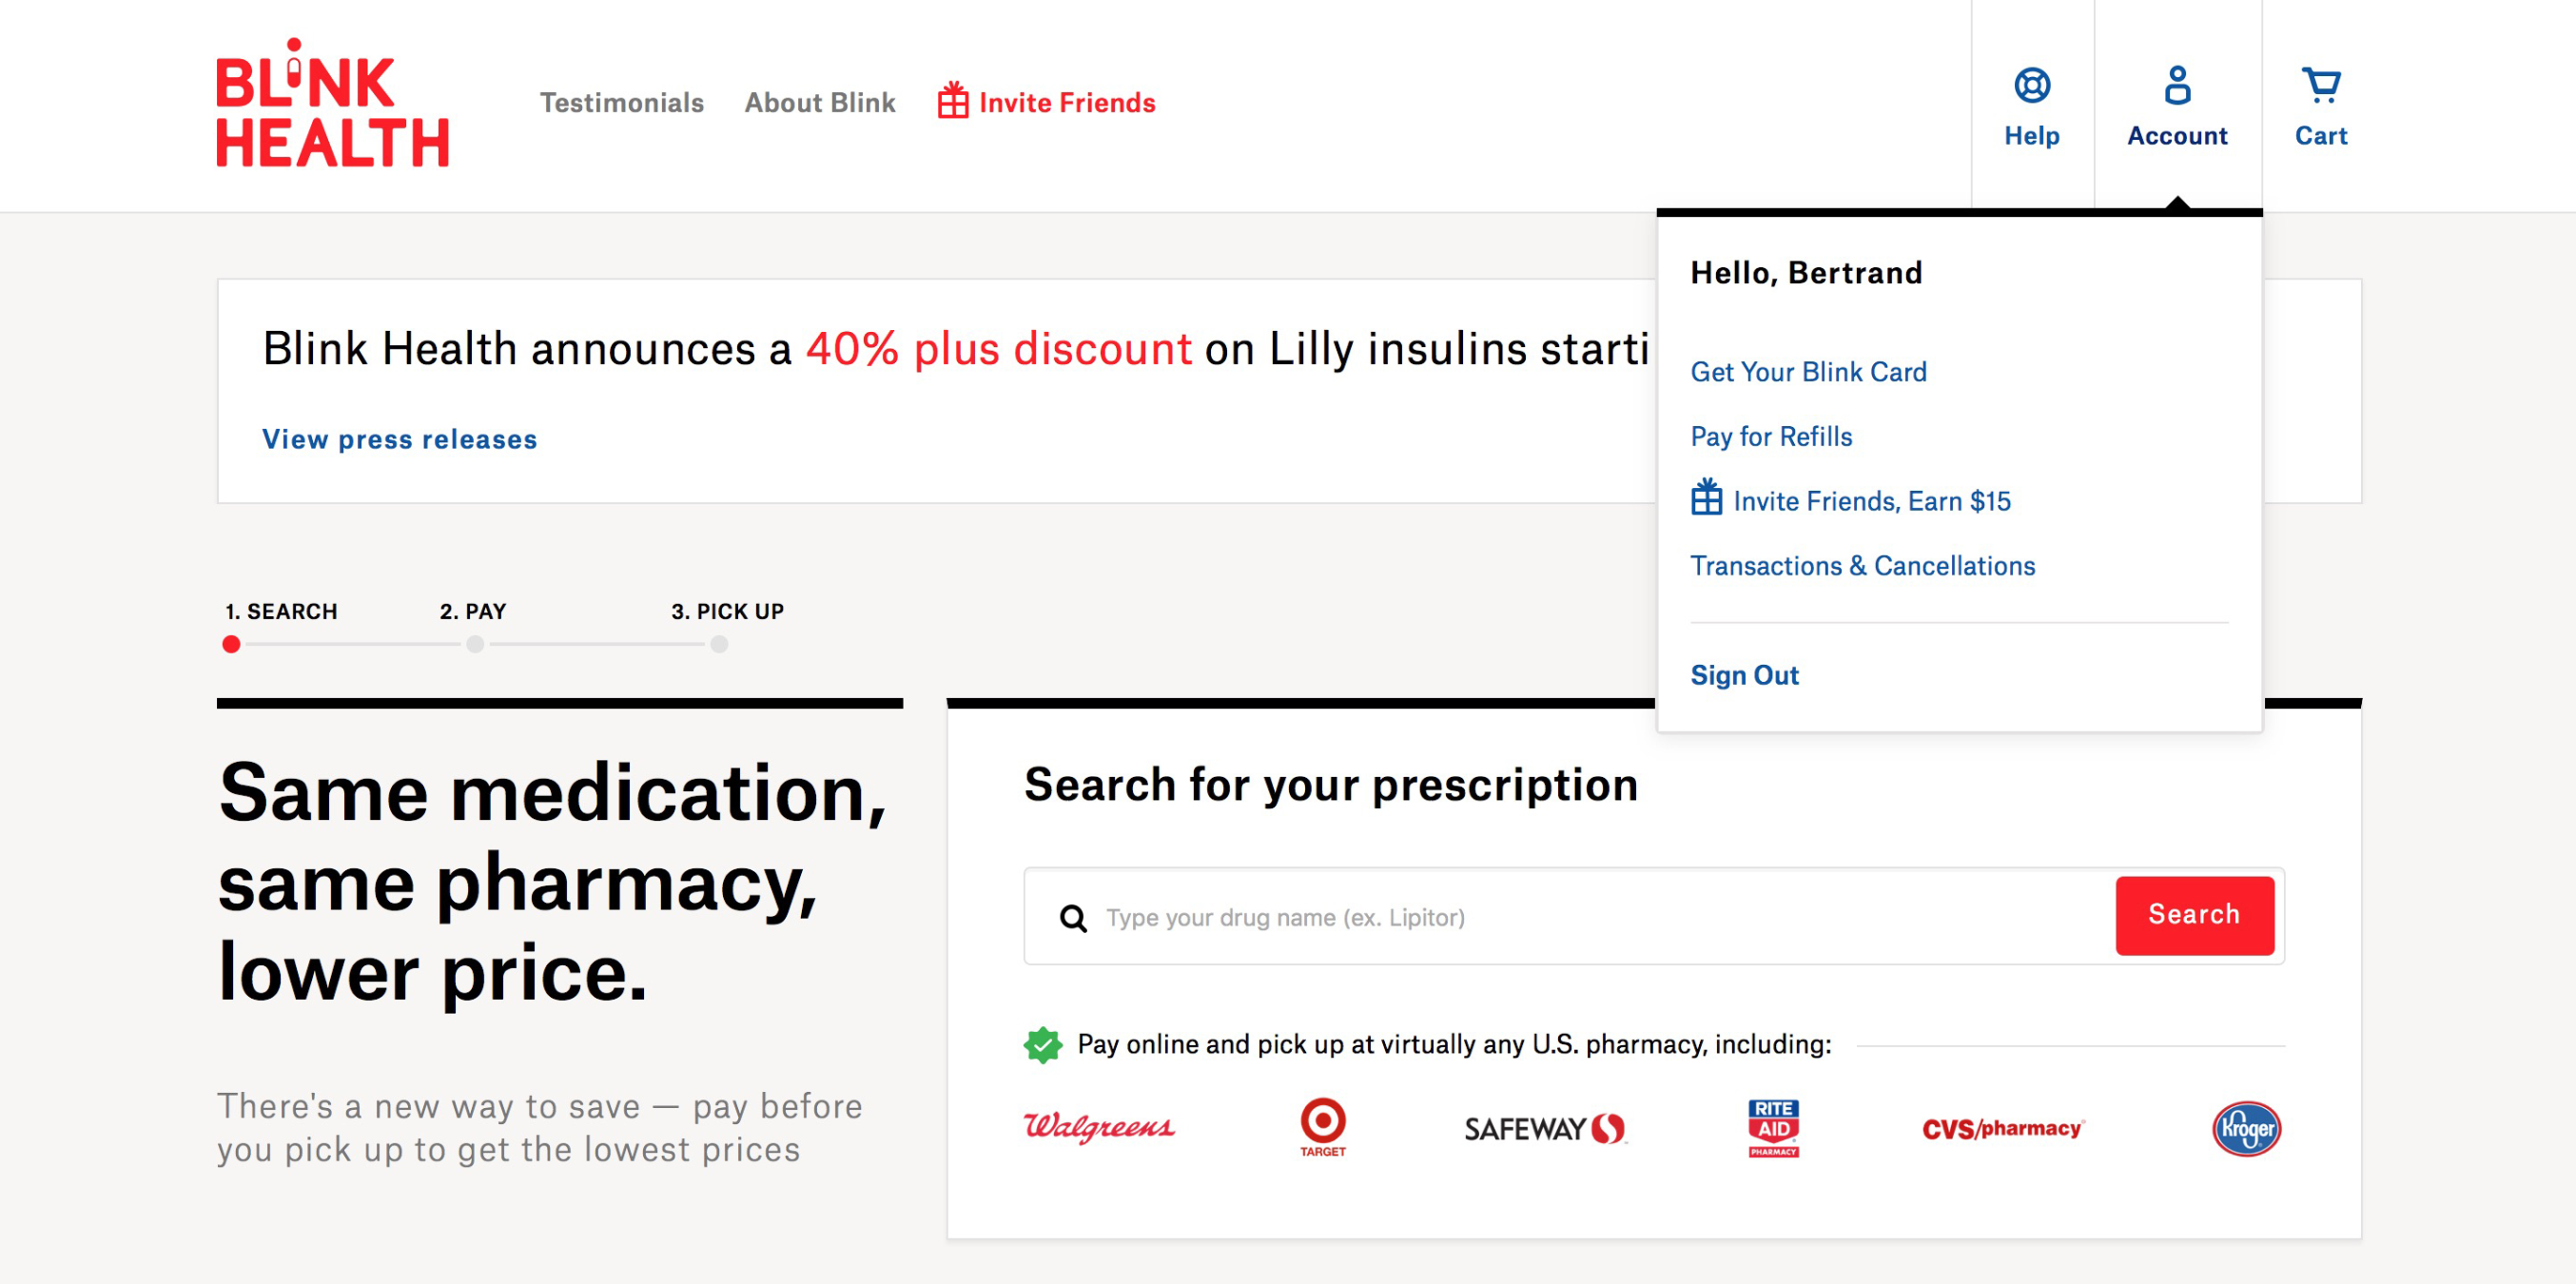 BLINK
HEALTH
Testimonials
About Blink
Invite Friends
Help
Account
Cart
Hello, Bertrand
Get Your Blink Card
Pay for Refills
Invite Friends, Earn $15
Transactions & Cancellations
Sign Out
Blink Health announces a 40% plus discount on Lilly insulins starti
View press releases
1. SEARCH
2. PAY
3. PICK UP
Same medication,
same pharmacy,
lower price.
There's a new way to save — pay before
you pick up to get the lowest prices
Search for your prescription
Type your drug name (ex. Lipitor)
Search
Pay online and pick up at virtually any U.S. pharmacy, including:
Walgreens
TARGET
SAFEWAY
RITE
AID
PHARMACY
CVS/pharmacy
Kroger